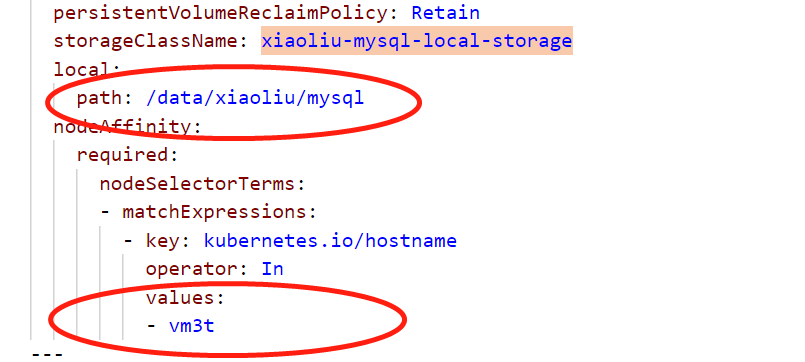 persistentVolumeReclaimPolicy: Retain
storageClassName: xiaoliu-mysql-local-storage
local:
path: /data/xiaoliu/mysql
nodeAffinity:
required:
nodeSelectorTerms:
- matchExpressions:
- key: kubernetes.io/hostname
operator: In
values:
- vm3t
---